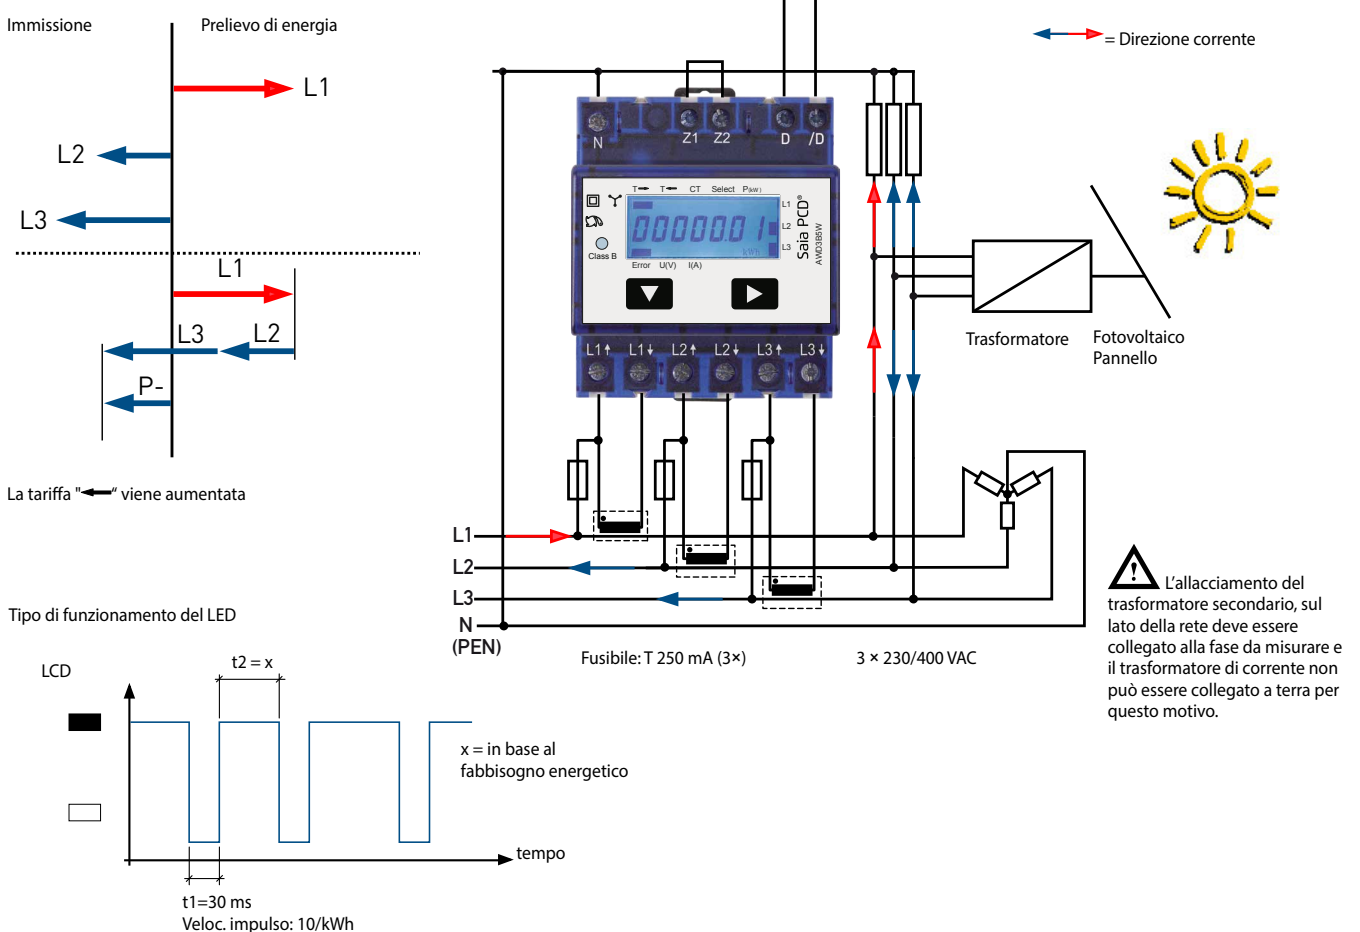 Immissione
Prelievo di energia
L1
L2
L3
L1
L3
L2
P-
La tariffa "←“ viene aumentata
= Direzione corrente
N
Z1
Z2
D
/D
T→ T← CT Select P(kW)
L1
L2
L3
000000.01
kWh
Class B
Error U(V) I(A)
Saia PCD®
AWD3B5W
L1↑ L1↓ L2↑ L2↓ L3↑ L3↓
Trasformatore
Fotovoltaico
Pannello
L1
L2
L3
N
(PEN)
Fusibile: T 250 mA (3×)
3 × 230/400 VAC
L’allacciamento del
trasformatore secondario, sul
lato della rete deve essere
collegato alla fase da misurare e
il trasformatore di corrente non
può essere collegato a terra per
questo motivo.
Tipo di funzionamento del LED
LCD
t2 = x
x = in base al
fabbisogno energetico
tempo
t1=30 ms
Veloc. impulso: 10/kWh